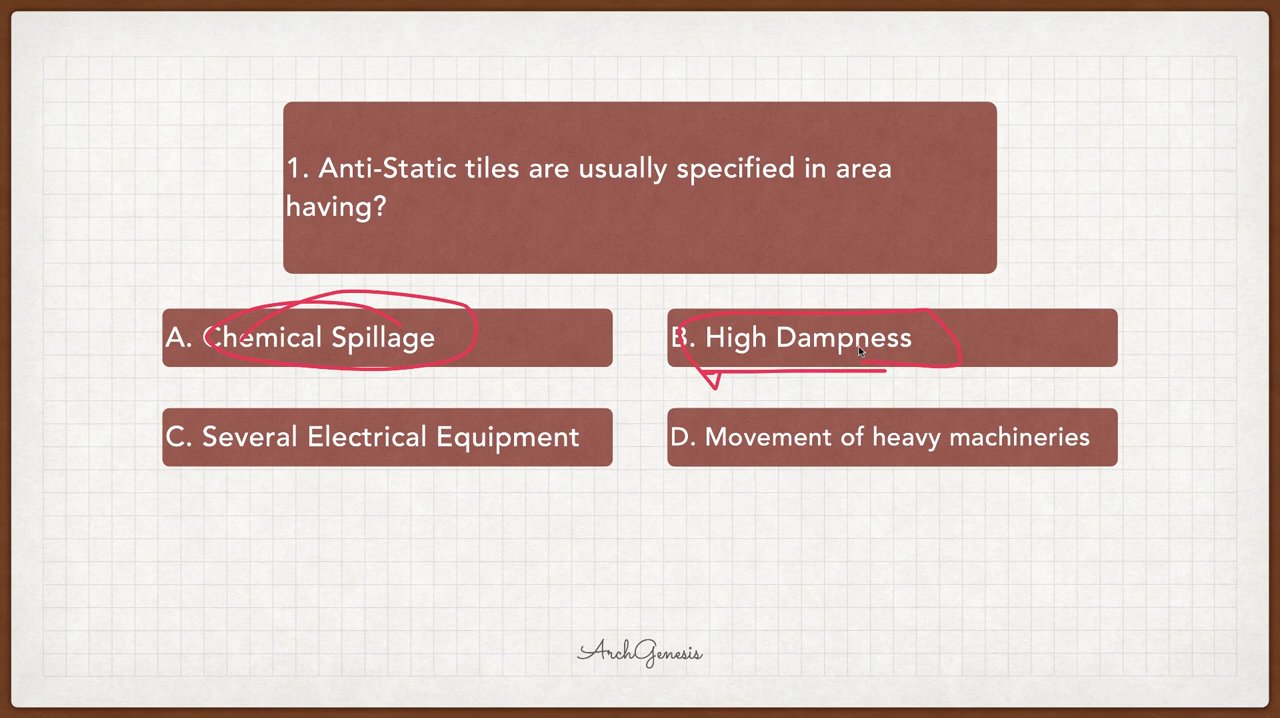 1. Anti-Static tiles are usually specified in area
having?
A. Chemical Spillage
B. High Dampness
C. Several Electrical Equipment
D. Movement of heavy machineries
ArchGenesis